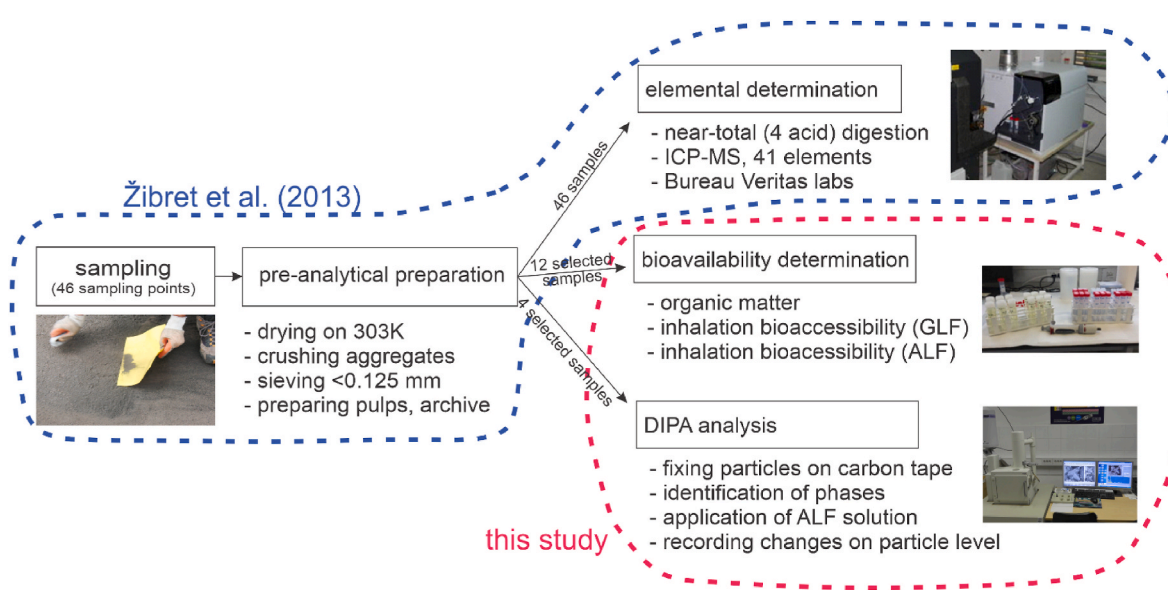 Žibret et al. (2013)
sampling
(46 sampling points)
pre-analytical preparation
- drying on 303K
- crushing aggregates
- sieving <0.125 mm
- preparing pulps, archive
46 samples
elemental determination
- near-total (4 acid) digestion
- ICP-MS, 41 elements
- Bureau Veritas labs
12 selected
samples
bioavailability determination
- organic matter
- inhalation bioaccessibility (GLF)
- inhalation bioacessibility (ALF)
4 selected samples
DIPA analysis
- fixing particles on carbon tape
- identification of phases
- application of ALF solution
- recording changes on particle level
this study